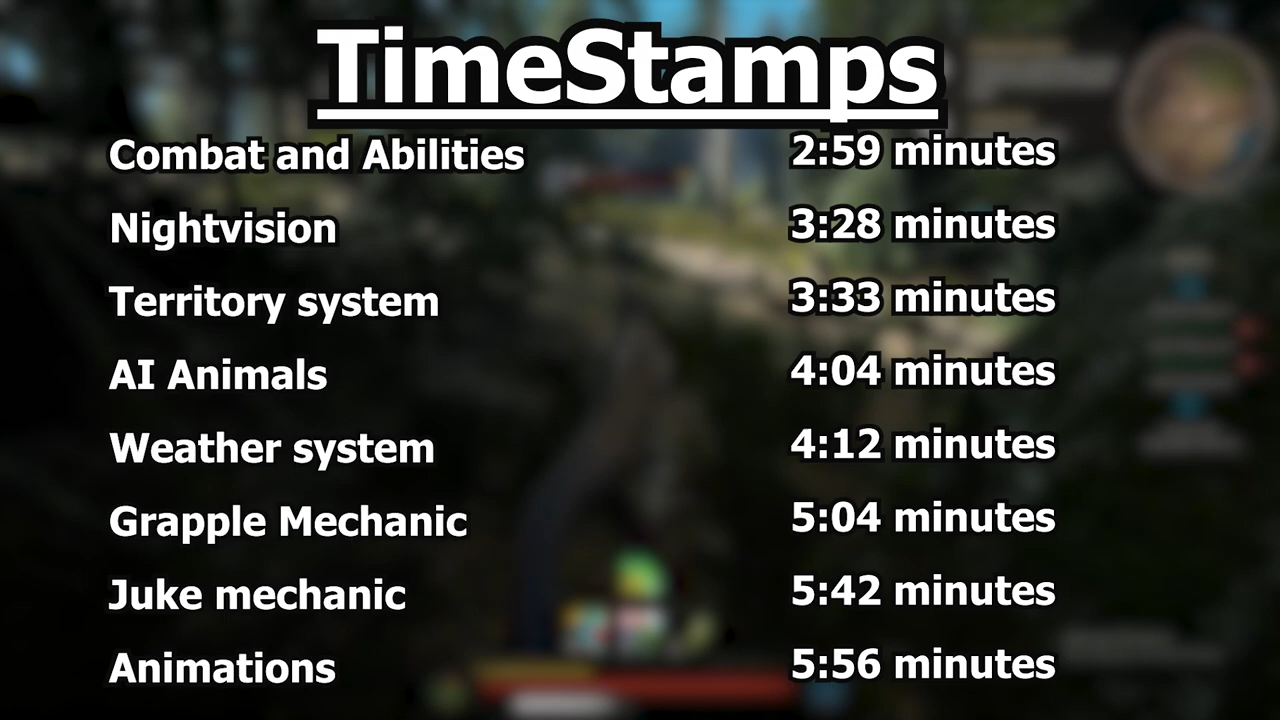 TimeStamps
Combat and Abilities 2:59 minutes
Nightvision 3:28 minutes
Territory system 3:33 minutes
AI Animals 4:04 minutes
Weather system 4:12 minutes
Grapple Mechanic 5:04 minutes
Juke mechanic 5:42 minutes
Animations 5:56 minutes